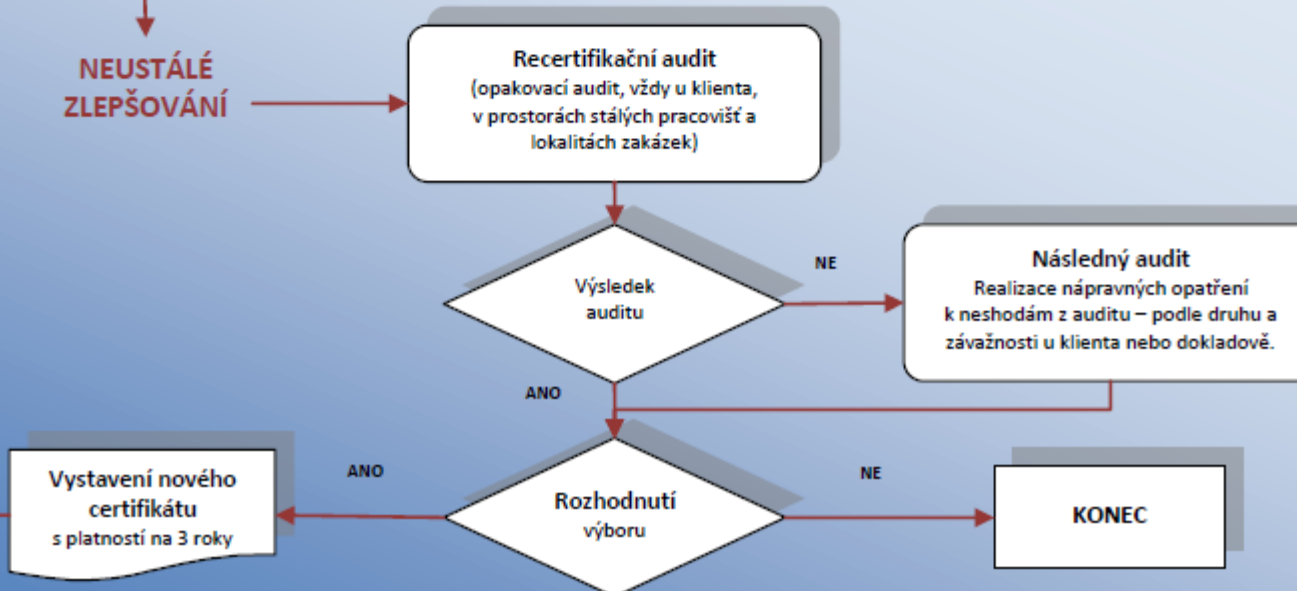 NEUSTÁLÉ
ZLEPŠOVÁNÍ
Recertifikační audit
(opakovací audit, vždy u klienta,
v prostorách stálých pracovišť a
lokalitách zakázek)
Výsledek
auditu
NE
Následný audit
Realizace nápravných opatření
k neshodám z auditu – podle druhu a
závažnosti u klienta nebo dokladově.
ANO
Vystavení nového
certifikátu
s platností na 3 roky
ANO
Rozhodnutí
výboru
NE
KONEC